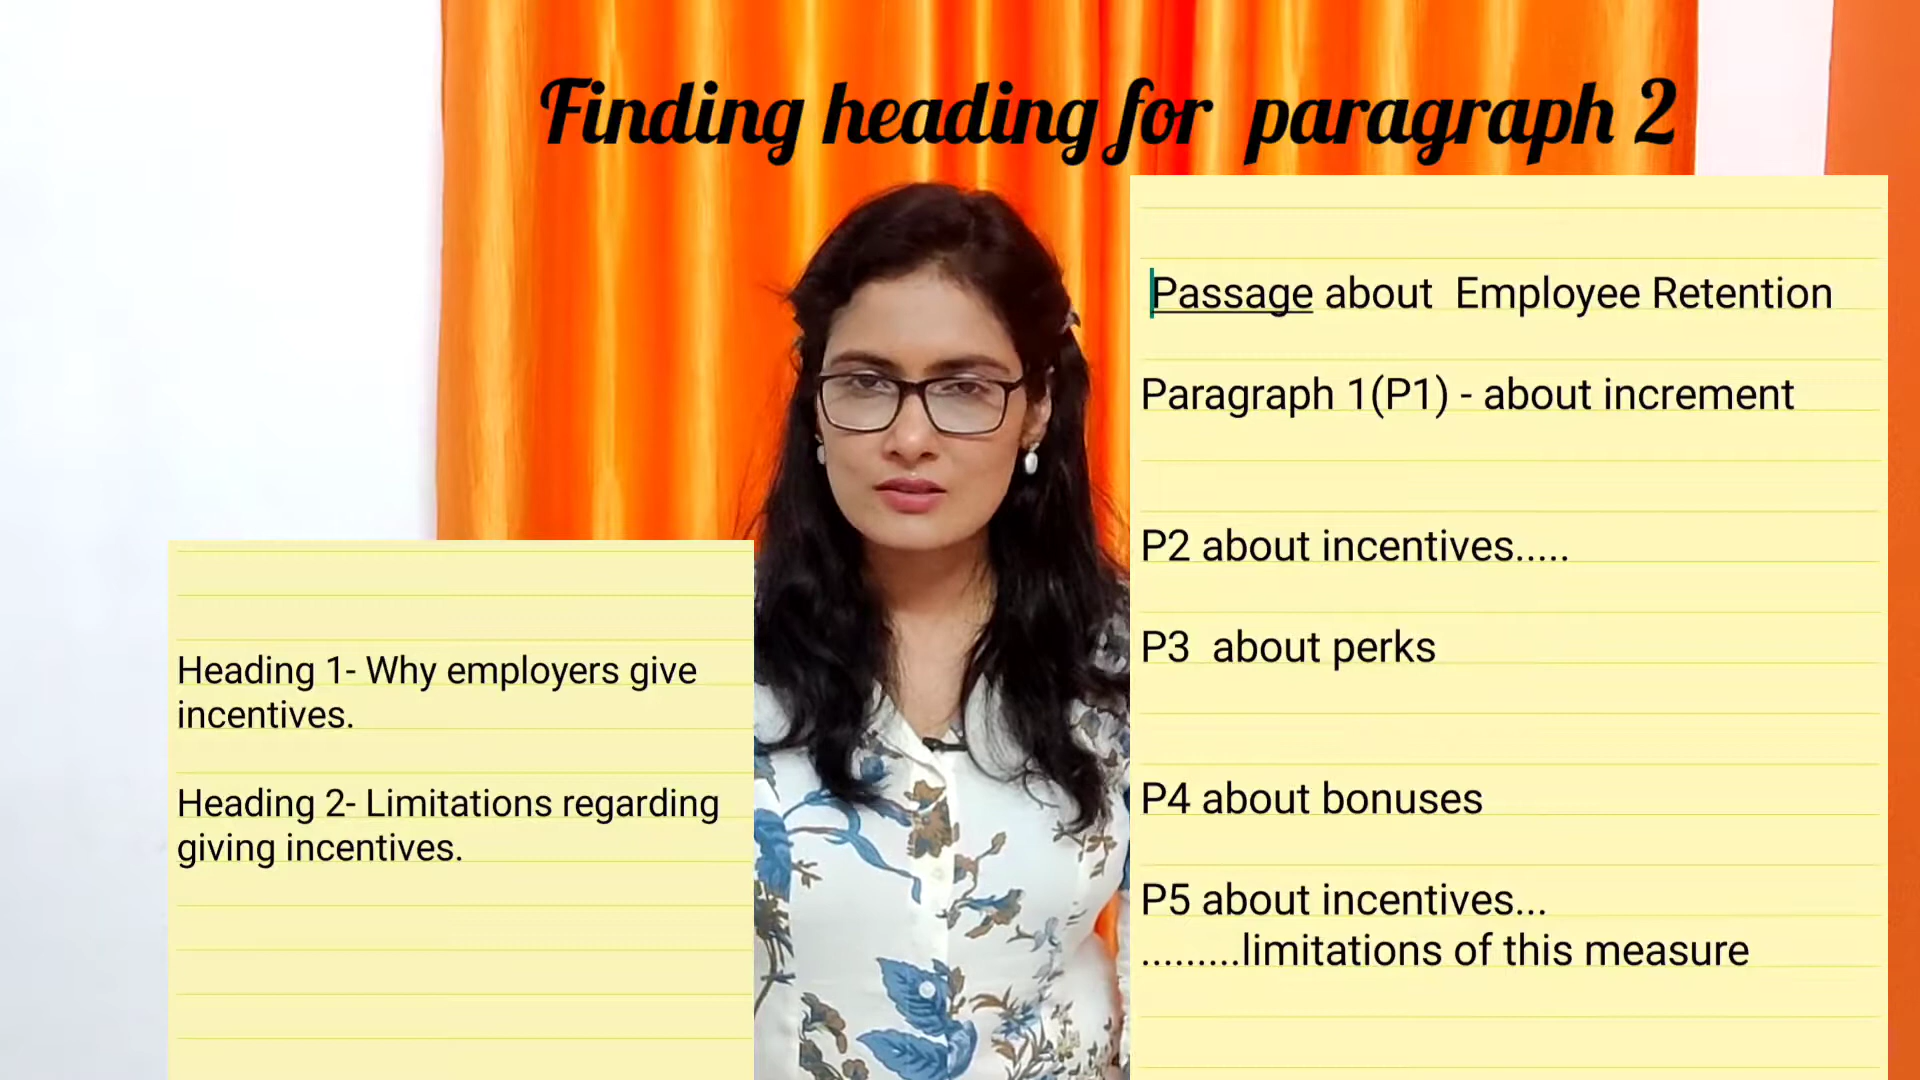 Finding heading for paragraph 2
Passage about Employee Retention
Paragraph 1(P1) - about increment
P2 about incentives.....
P3 about perks
P4 about bonuses
P5 about incentives...
.........limitations of this measure
Heading 1- Why employers give
incentives.
Heading 2- Limitations regarding
giving incentives.